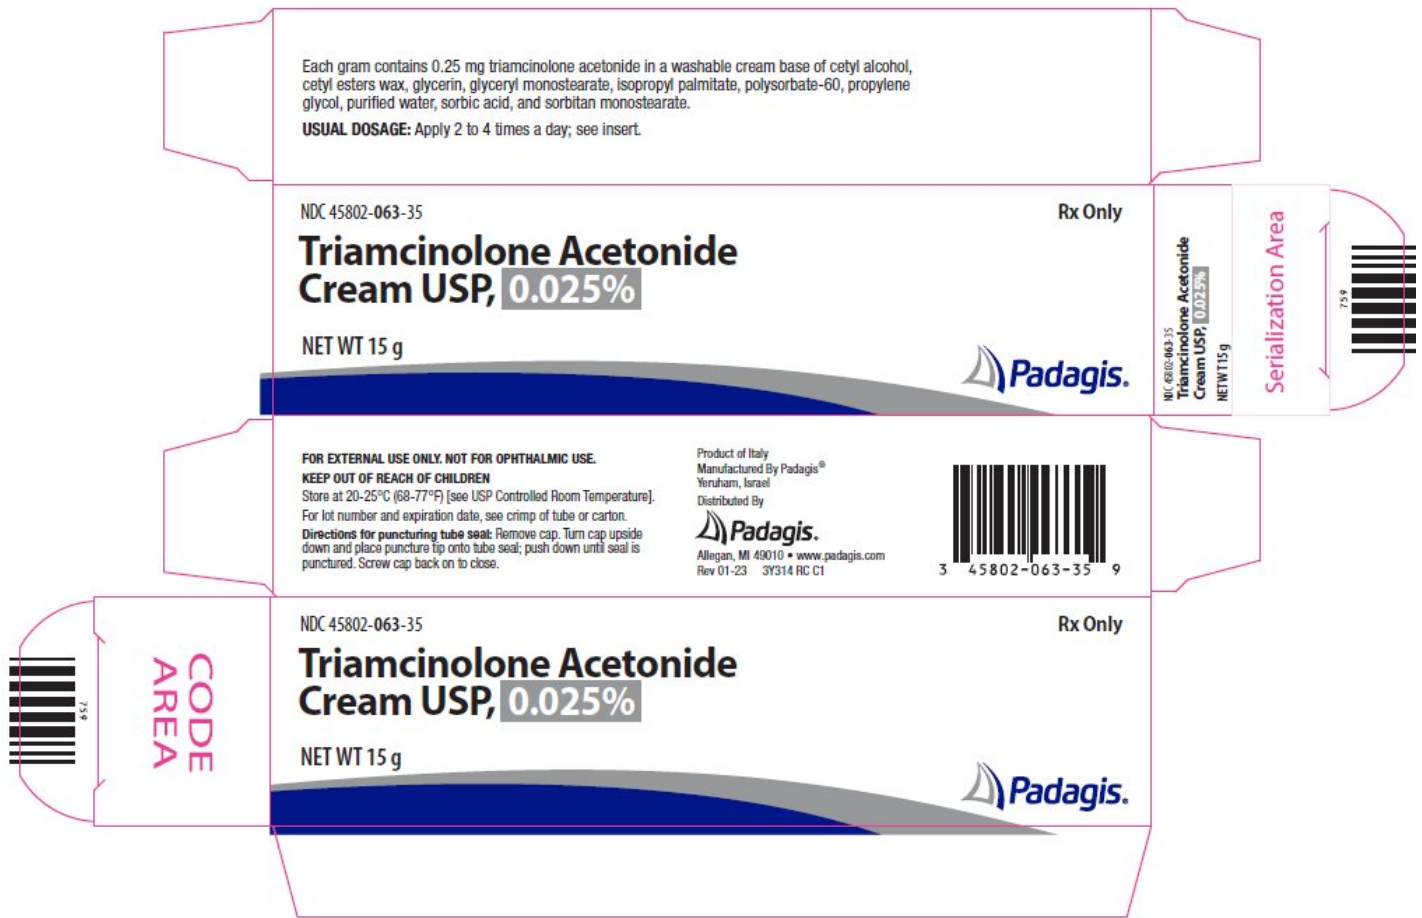 Each gram contains 0.25 mg triamcinolone acetonide in a washable cream base of cetyl alcohol,
cetyl esters wax, glycerin, glyceryl monostearate, isopropyl palmitate, polysorbate-60, propylene
glycol, purified water, sorbic acid, and sorbitan monostearate.
USUAL DOSAGE: Apply 2 to 4 times a day; see insert.
NDC 45802-063-35
Rx Only
Triamcinolone Acetonide
Cream USP, 0.025%
NET WT 15 g
Padagis.
NDC 45802-063-35
Triamcinolone Acetonide
Cream USP, 0.025%
NET WT 15 g
Serialization Area
759
FOR EXTERNAL USE ONLY. NOT FOR OPHTHALMIC USE.
KEEP OUT OF REACH OF CHILDREN
Store at 20-25°C (68-77°F) [see USP Controlled Room Temperature].
For lot number and expiration date, see crimp of tube or carton.
Directions for puncturing tube seal: Remove cap. Turn cap upside
down and place puncture tip onto tube seal; push down until seal is
punctured. Screw cap back on to close.
Product of Italy
Manufactured By Padagis®
Yeruham, Israel
Distributed By
Padagis.
Allegan, MI 49010 • www.padagis.com
Rev 01-23 3Y314 RC C1
3 45802-063-35 9
759
CODE
AREA
NDC 45802-063-35
Rx Only
Triamcinolone Acetonide
Cream USP, 0.025%
NET WT 15 g
Padagis.